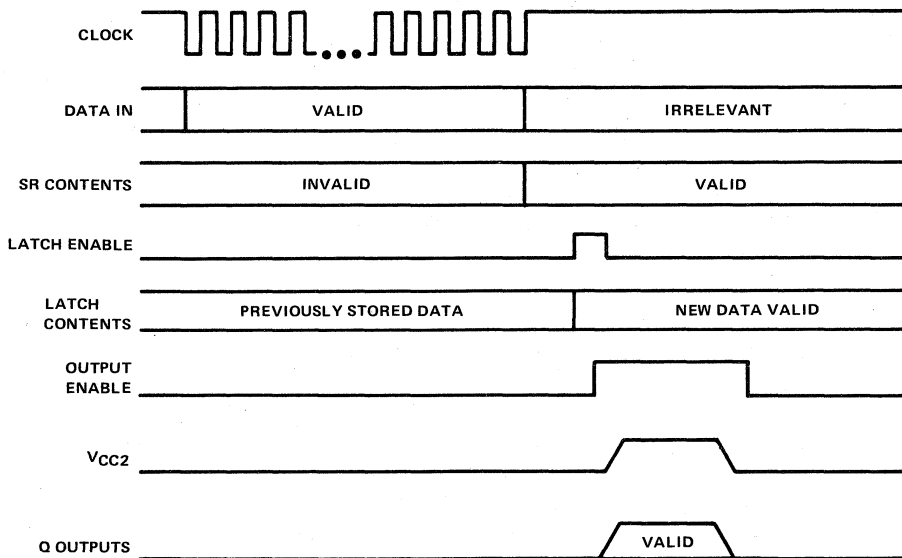 CLOCK
DATA IN
VALID
IRRELEVANT
SR CONTENTS
INVALID
VALID
LATCH ENABLE
LATCH
CONTENTS
PREVIOUSLY STORED DATA
NEW DATA VALID
OUTPUT
ENABLE
VCC2
Q OUTPUTS
VALID